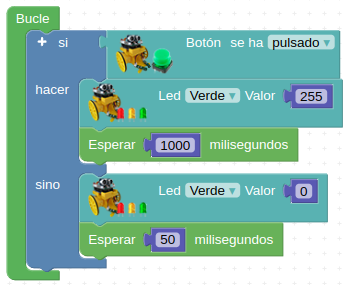 Bucle
+ si Botón se ha pulsado ▾
hacer
Led Verde ▾ Valor 255
Esperar 1000 milisegundos
sino
Led Verde ▾ Valor 0
Esperar 50 milisegundos